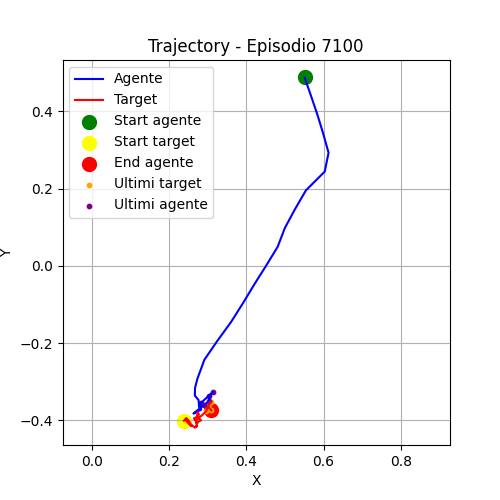 Trajectory - Episodio 7100
Agente
Target
Start agente
Start target
End agente
Ultimi target
Ultimi agente
0.4
0.2
0.0
−0.2
−0.4
Y
0.0
0.2
0.4
0.6
0.8
X